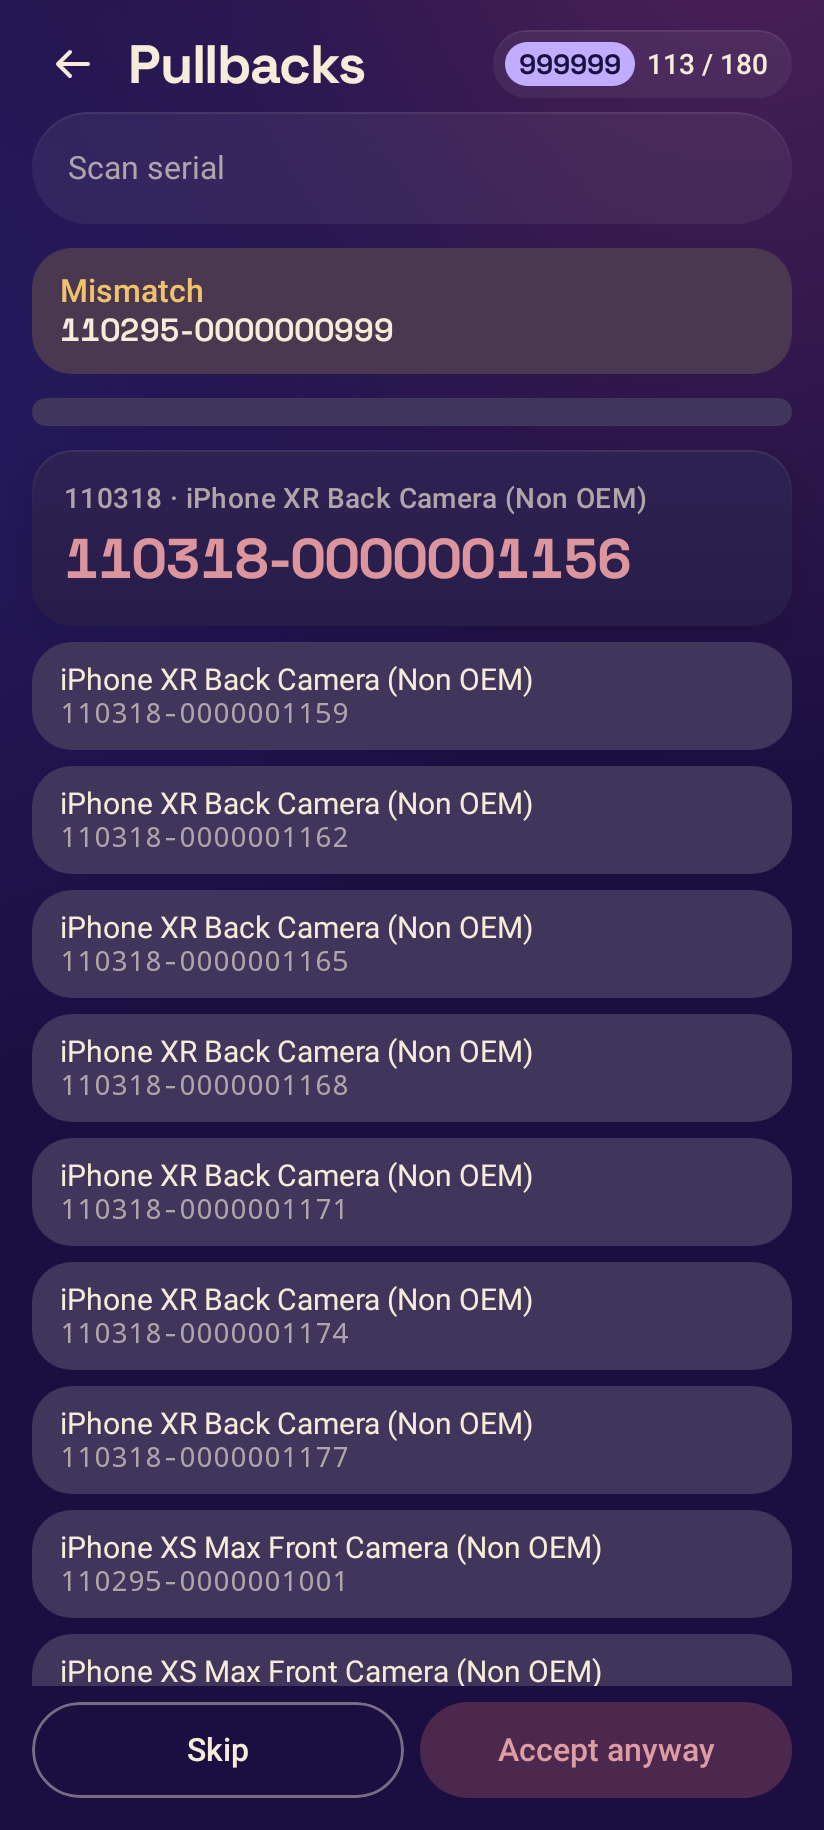 Pullbacks
999999 113 / 180
Scan serial
Mismatch
110295-0000000999
110318 · iPhone XR Back Camera (Non OEM)
110318-0000001156
iPhone XR Back Camera (Non OEM)
110318-0000001159
iPhone XR Back Camera (Non OEM)
110318-0000001162
iPhone XR Back Camera (Non OEM)
110318-0000001165
iPhone XR Back Camera (Non OEM)
110318-0000001168
iPhone XR Back Camera (Non OEM)
110318-0000001171
iPhone XR Back Camera (Non OEM)
110318-0000001174
iPhone XR Back Camera (Non OEM)
110318-0000001177
iPhone XS Max Front Camera (Non OEM)
110295-0000001001
iPhone XS Max Front Camera (Non OEM)
Skip
Accept anyway